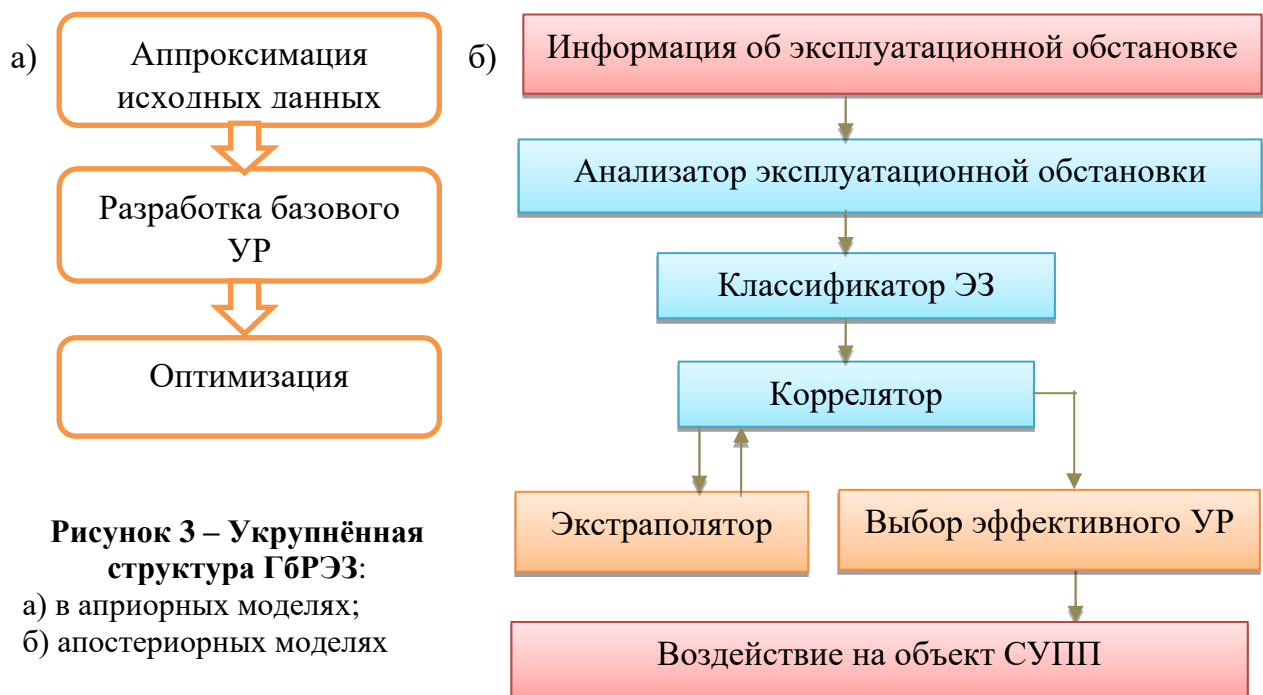 а)
Аппроксимация
исходных данных
Разработка базового
УР
Оптимизация
Рисунок 3 – Укрупнённая
структура ГбРЭЗ:
а) в априорных моделях;
б) апостериорных моделях
б)
Информация об эксплуатационной обстановке
Анализатор эксплуатационной обстановки
Классификатор ЭЗ
Коррелятор
Экстраполятор
Выбор эффективного УР
Воздействие на объект СУПП